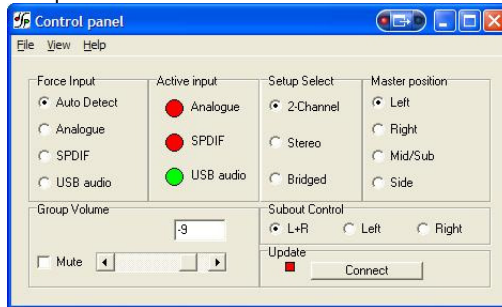 Control panel
File View Help
Force Input
Auto Detect
Analogue
SPDIF
USB audio
Active input
Analogue
SPDIF
USB audio
Setup Select
2-Channel
Stereo
Bridged
Master position
Left
Right
Mid/Sub
Side
Group Volume
-9
Mute
Subout Control
L+R Left Right
Update
Connect